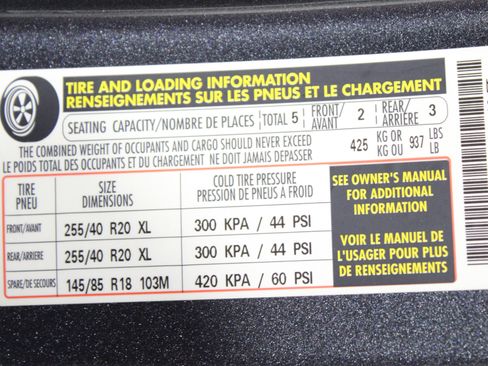 TIRE AND LOADING INFORMATION
RENSEIGNEMENTS SUR LES PNEUS ET LE CHARGEMENT
SEATING CAPACITY/NOMBRE DE PLACES TOTAL 5 FRONT/AVANT 2 REAR/ARRIÈRE 3
THE COMBINED WEIGHT OF OCCUPANTS AND CARGO SHOULD NEVER EXCEED
LE POIDS TOTAL DES OCCUPANTS ET DU CHARGEMENT NE DOIT JAMAIS DEPASSER
425 KG OR KG OU 937 LBS LB
TIRE PNEU SIZE DIMENSIONS COLD TIRE PRESSURE PRESSION DE PNEUS A FROID
FRONT/AVANT 255/40 R20 XL 300 KPA / 44 PSI
REAR/ARRIERE 255/40 R20 XL 300 KPA / 44 PSI
SPARE/DE SECOURS 145/85 R18 103M 420 KPA / 60 PSI
SEE OWNER'S MANUAL
FOR ADDITIONAL
INFORMATION
VOIR LE MANUEL DE
L'USAGER POUR PLUS
DE RENSEIGNEMENTS